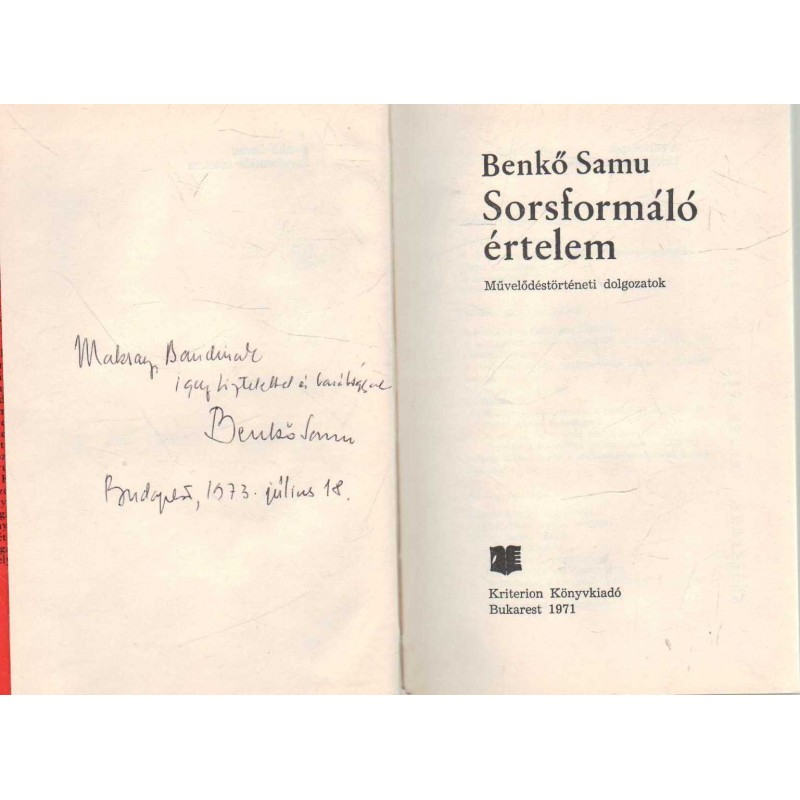 Makray Bandinak
igaz tisztelettel és barátsággal
Benkő Samu
Budapest, 1973. július 18.
Benkő Samu
Sorsformáló
értelem
Művelődéstörténeti dolgozatok
Kriterion Könyvkiadó
Bukarest 1971